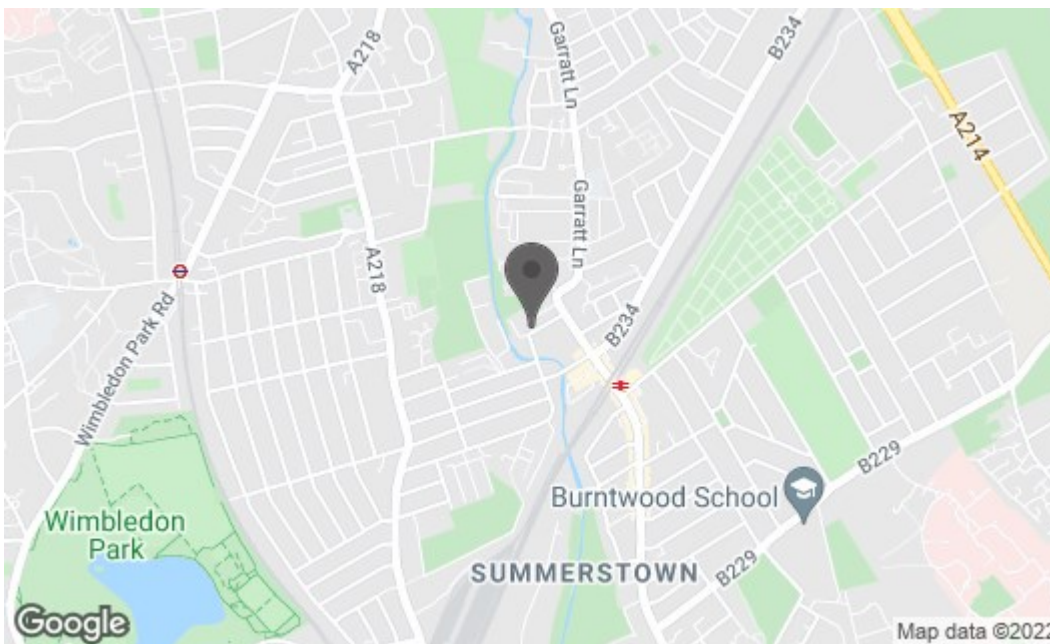 Garratt Ln
B234
A218
A214
Garratt Ln
A218
B234
Wimbledon Park Rd
B229
Burntwood School
Wimbledon
Park
SUMMERSTOWN
B229
Google
Map data ©202